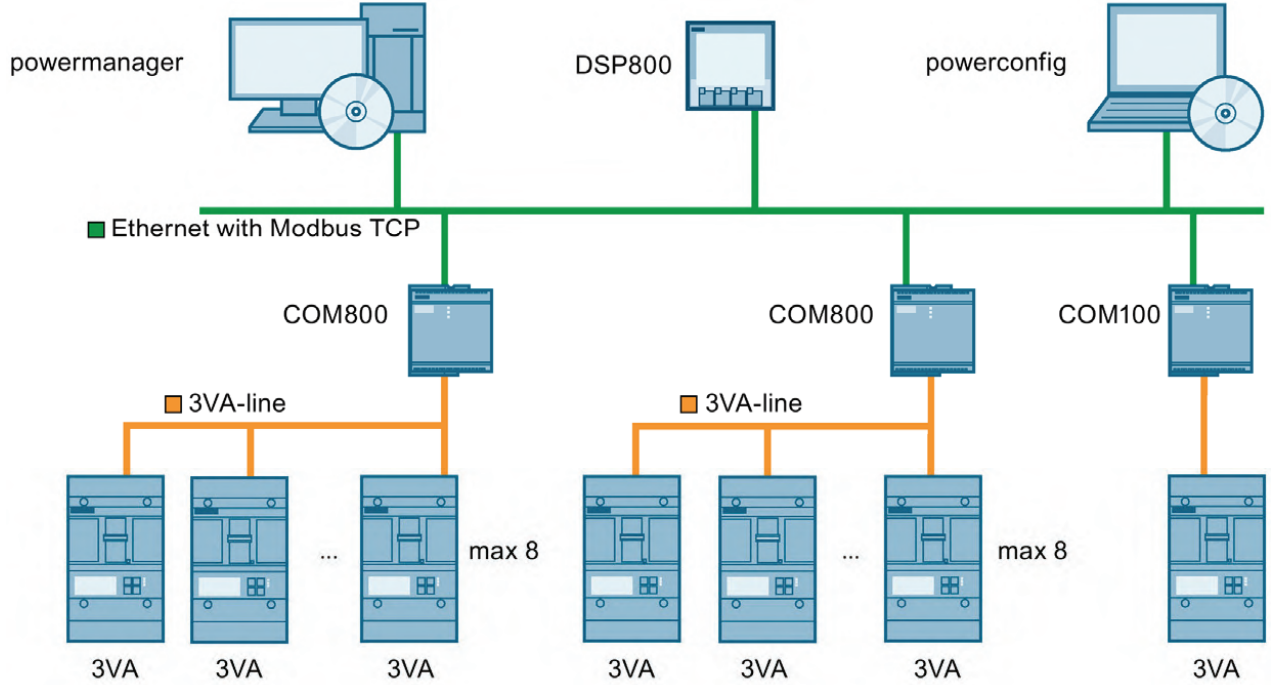 powermanager
DSP800
powerconfig
Ethernet with Modbus TCP
COM800
COM800
COM100
3VA-line
3VA-line
...
max 8
...
max 8
3VA
3VA
3VA
3VA
3VA
3VA
3VA